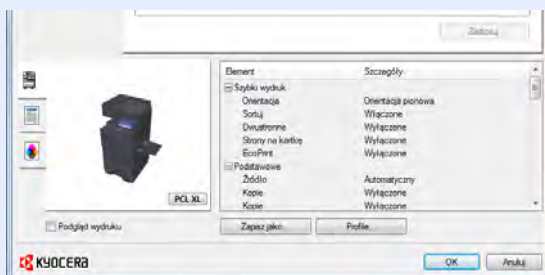 Zastosuj
Element Szczegóły
Szybki wydruk
Orientacja Orientacja pionowa
Sortuj Włączone
Dwustronne Wyłączone
Strony na kartkę Wyłączone
EcoPrint Wyłączone
Podstawowe
Źródło Automatyczny
Kopie Wyłączone
Kopie Wyłączone
PCL XL
Podgląd wydruku Zapisz jako... Profile...
KYOCERA OK Anuluj